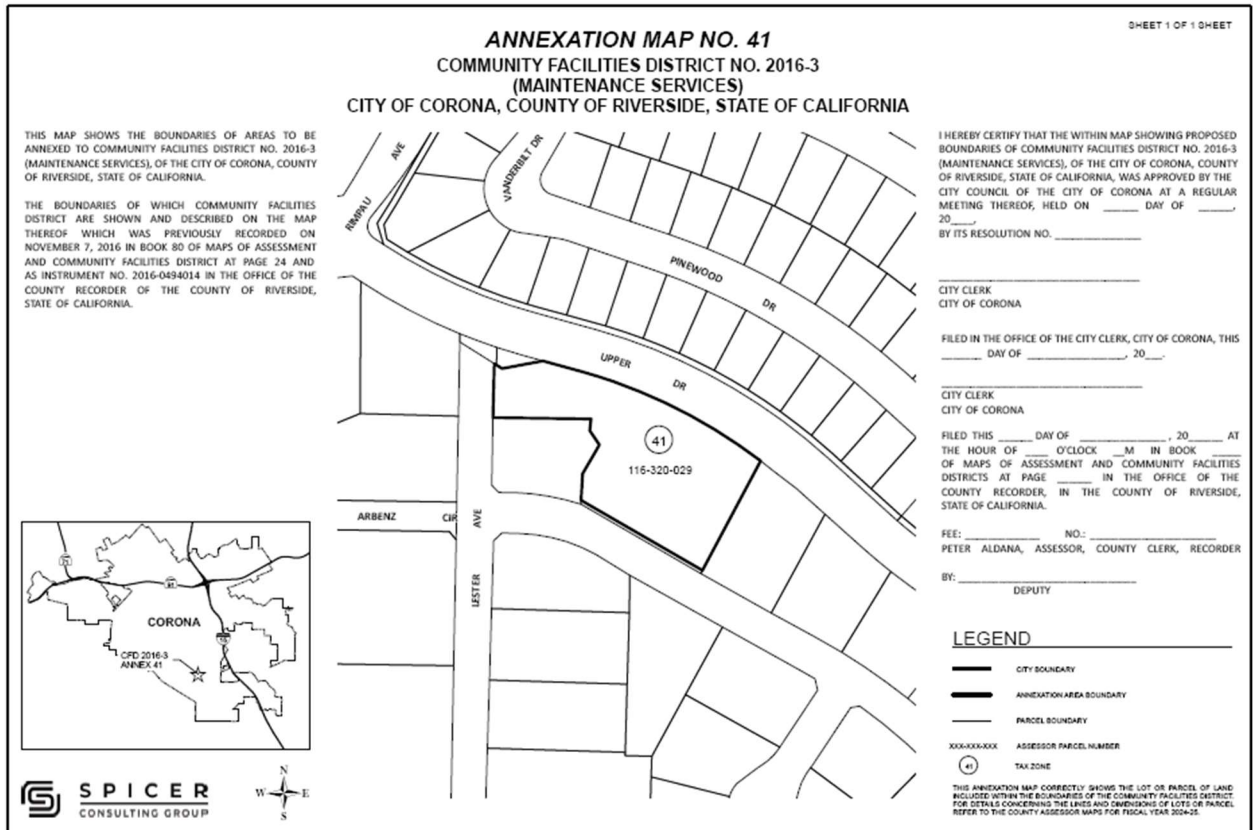 SHEET 1 OF 1 SHEET
ANNEXATION MAP NO. 41
COMMUNITY FACILITIES DISTRICT NO. 2016-3
(MAINTENANCE SERVICES)
CITY OF CORONA, COUNTY OF RIVERSIDE, STATE OF CALIFORNIA
THIS MAP SHOWS THE BOUNDARIES OF AREAS TO BE
ANNEXED TO COMMUNITY FACILITIES DISTRICT NO. 2016-3
(MAINTENANCE SERVICES), OF THE CITY OF CORONA, COUNTY
OF RIVERSIDE, STATE OF CALIFORNIA.
THE BOUNDARIES OF WHICH COMMUNITY FACILITIES
DISTRICT ARE SHOWN AND DESCRIBED ON THE MAP
THEREOF WHICH WAS PREVIOUSLY RECORDED ON
NOVEMBER 7, 2016 IN BOOK 80 OF MAPS OF ASSESSMENT
AND COMMUNITY FACILITIES DISTRICT AT PAGE 24 AND
AS INSTRUMENT NO. 2016-0494014 IN THE OFFICE OF THE
COUNTY RECORDER OF THE COUNTY OF RIVERSIDE,
STATE OF CALIFORNIA.
RIMPAU AVE
VANDERBILT DR
PINEWOOD DR
UPPER DR
41
116-320-029
ARBENZ CIR
LESTER AVE
CORONA
CFD 2016-3
ANNEX 41
71
91
15
SPICER
CONSULTING GROUP
N
W E
S
I HEREBY CERTIFY THAT THE WITHIN MAP SHOWING PROPOSED
BOUNDARIES OF COMMUNITY FACILITIES DISTRICT NO. 2016-3
(MAINTENANCE SERVICES), OF THE CITY OF CORONA, COUNTY
OF RIVERSIDE, STATE OF CALIFORNIA, WAS APPROVED BY THE
CITY COUNCIL OF THE CITY OF CORONA AT A REGULAR
MEETING THEREOF, HELD ON ______ DAY OF ______,
20____,
BY ITS RESOLUTION NO. _______________
CITY CLERK
CITY OF CORONA
FILED IN THE OFFICE OF THE CITY CLERK, CITY OF CORONA, THIS
_______ DAY OF _________________, 20___.
CITY CLERK
CITY OF CORONA
FILED THIS ______ DAY OF _______________, 20______ AT
THE HOUR OF ____ O'CLOCK __M IN BOOK _____
OF MAPS OF ASSESSMENT AND COMMUNITY FACILITIES
DISTRICTS AT PAGE ______ IN THE OFFICE OF THE
COUNTY RECORDER, IN THE COUNTY OF RIVERSIDE,
STATE OF CALIFORNIA.
FEE: _____________ NO.: ______________________
PETER ALDANA, ASSESSOR, COUNTY CLERK, RECORDER
BY: _______________________________
DEPUTY
LEGEND
CITY BOUNDARY
ANNEXATION AREA BOUNDARY
PARCEL BOUNDARY
XXX-XXX-XXX ASSESSOR PARCEL NUMBER
41 TAX ZONE
THIS ANNEXATION MAP CORRECTLY SHOWS THE LOT OR PARCEL OF LAND
INCLUDED WITHIN THE BOUNDARIES OF THE COMMUNITY FACILITIES DISTRICT.
FOR DETAILS CONCERNING THE LINES AND DIMENSIONS OF LOTS OR PARCEL
REFER TO THE COUNTY ASSESSOR MAPS FOR FISCAL YEAR 2024-25.